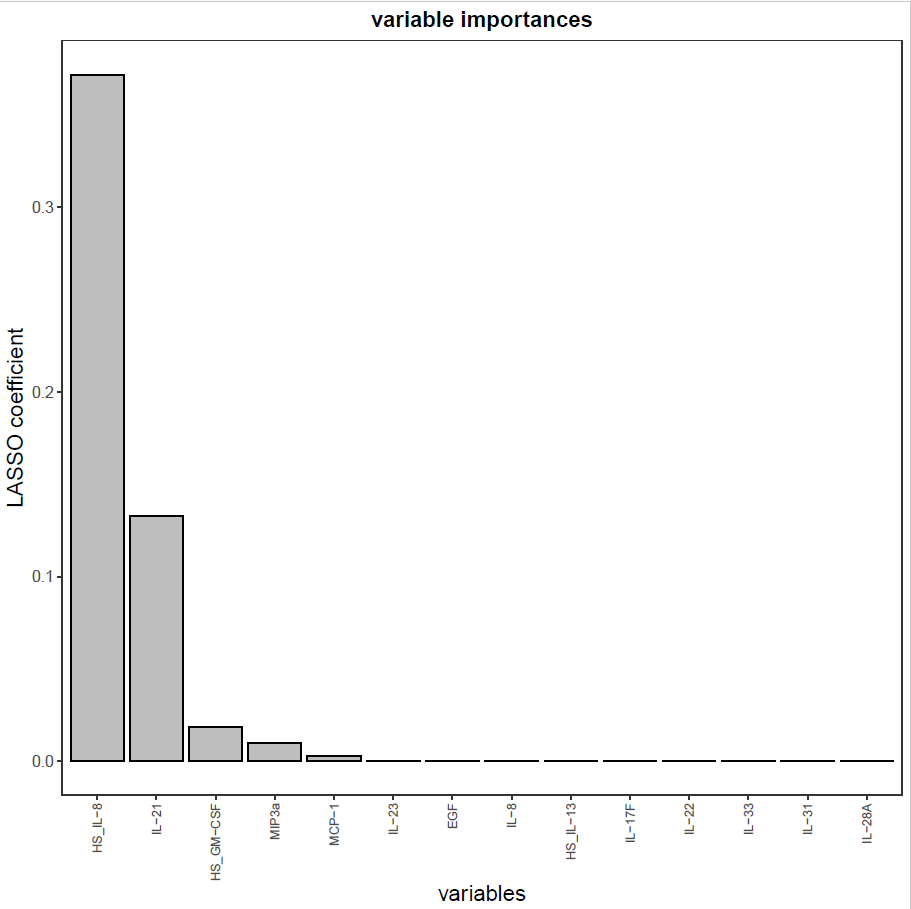 variable importances
LASSO coefficient
0.3
0.2
0.1
0.0
HS_IL-8
IL-21
HS_GM-CSF
MIP3a
MCP-1
IL-23
EGF
IL-8
HS_IL-13
IL-17F
IL-22
IL-33
IL-31
IL-28A
variables